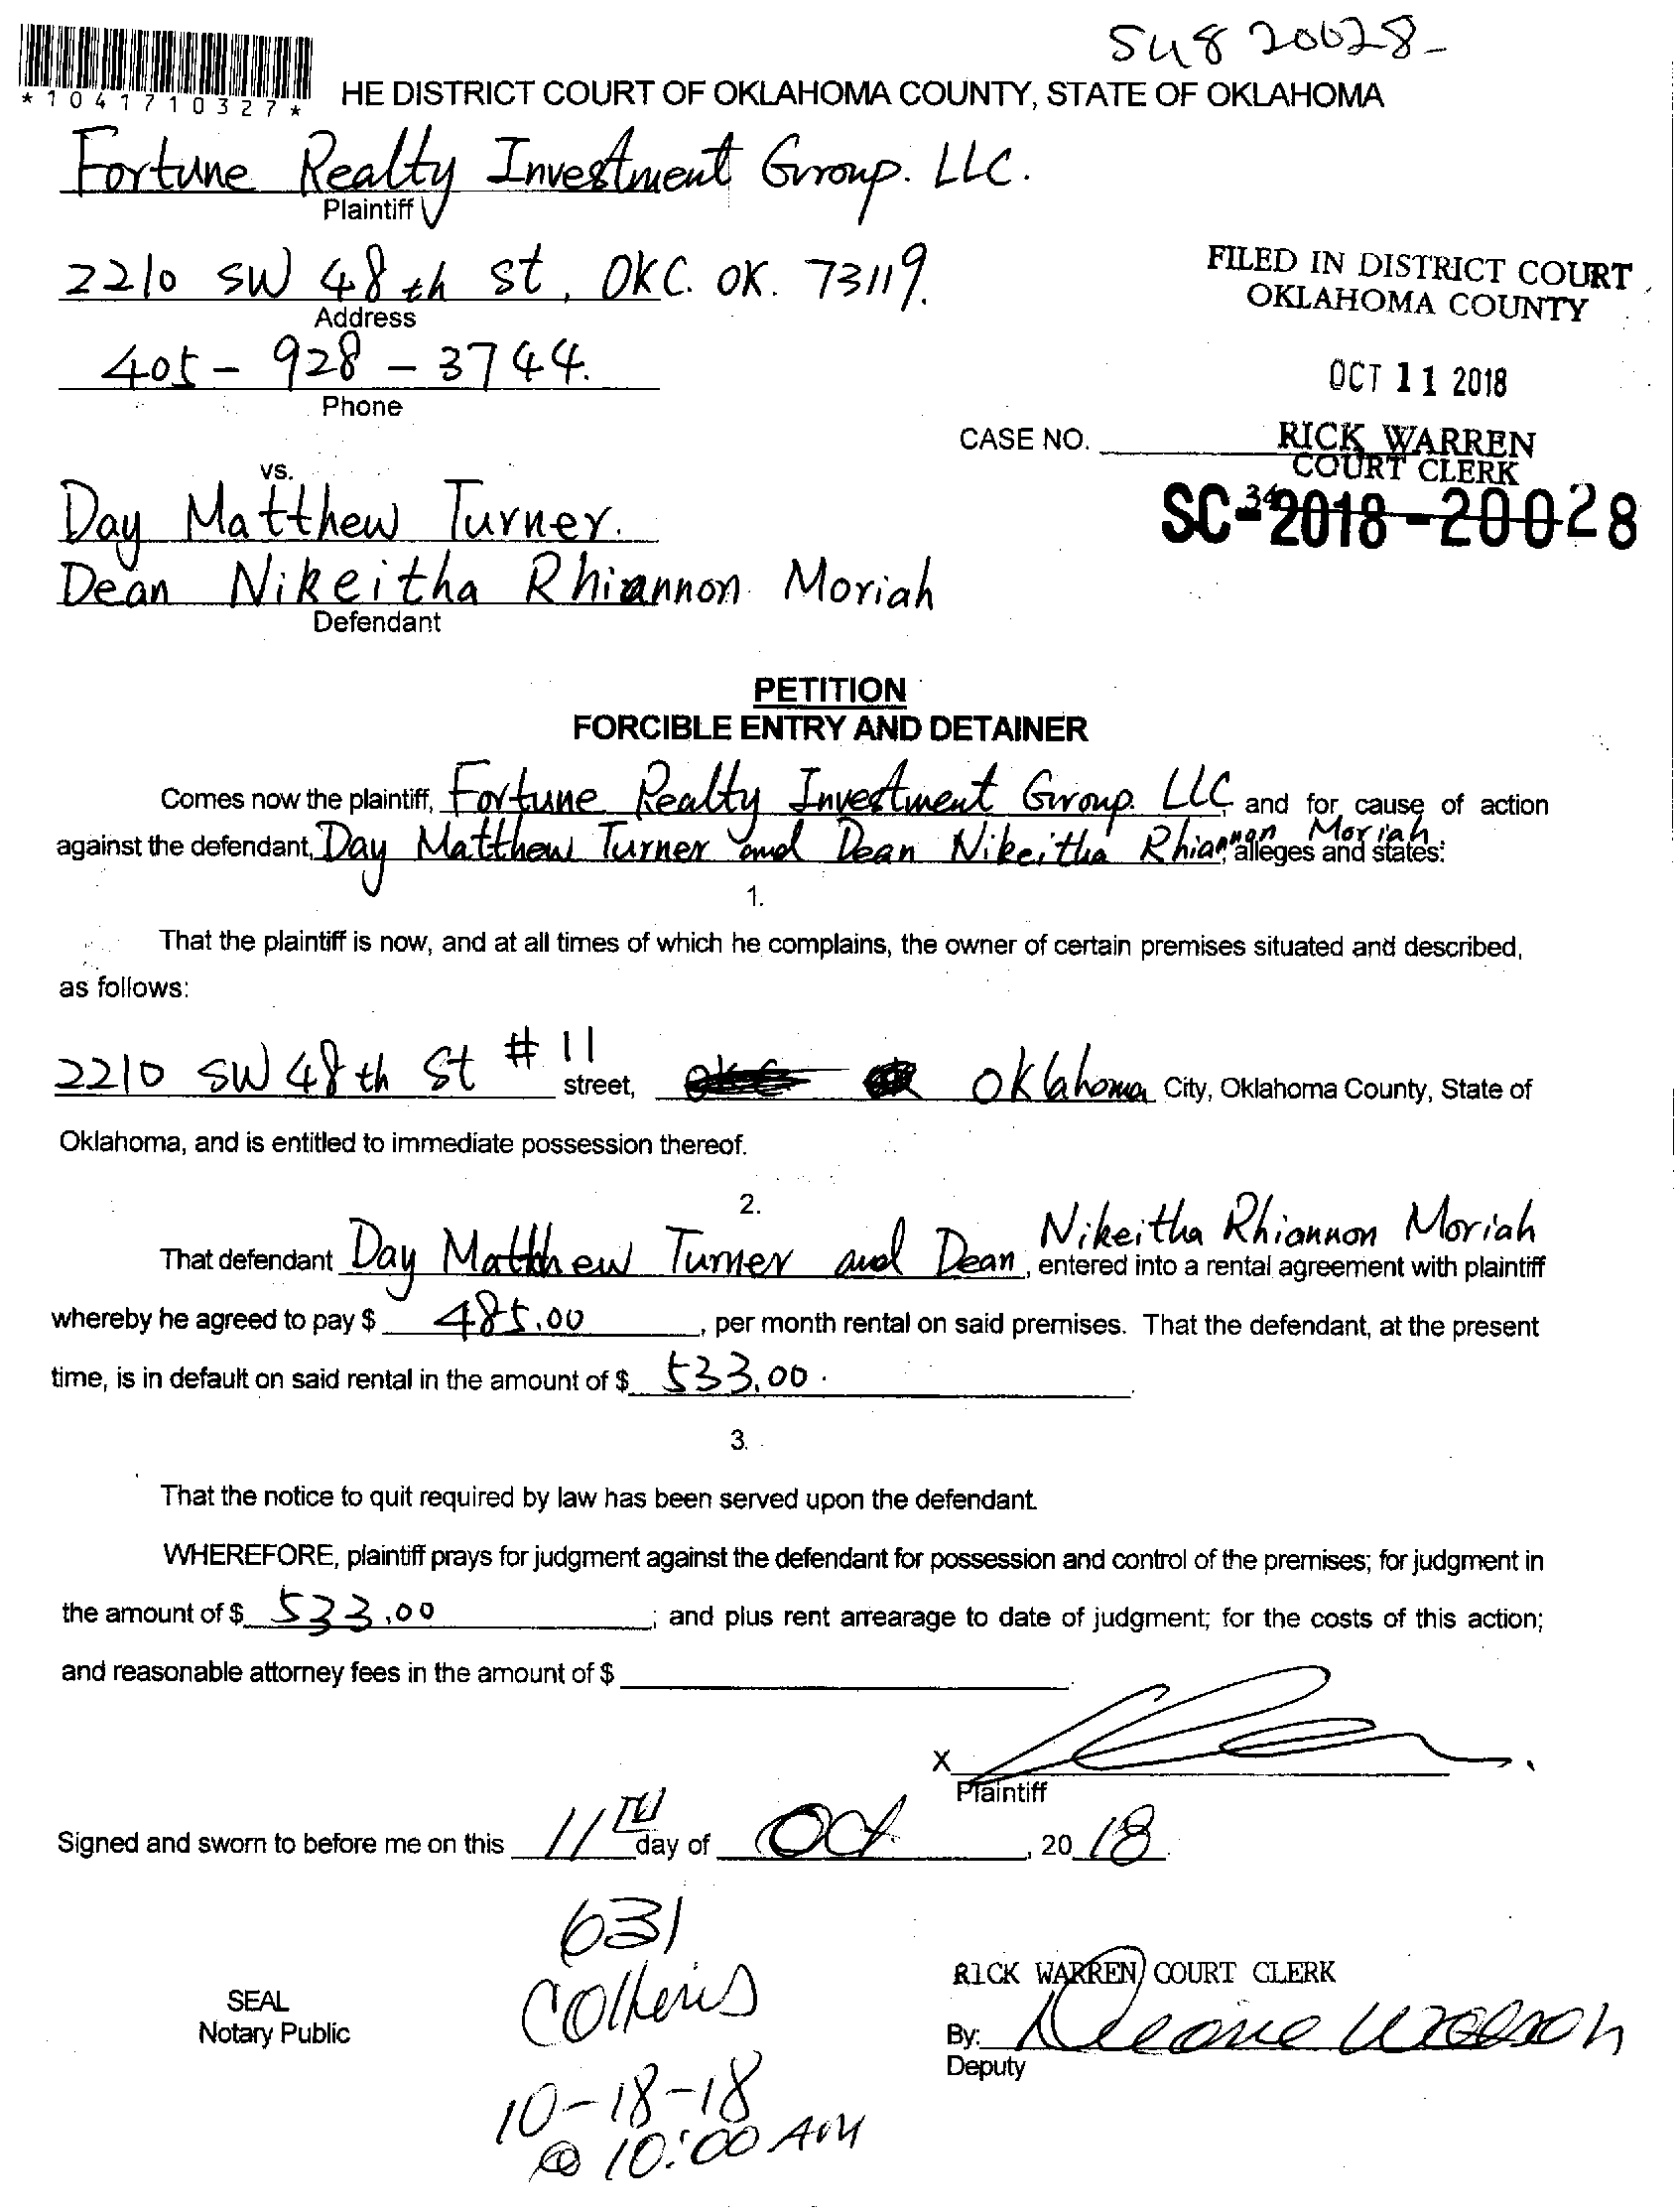 SU8 20028-
*1041710327*
HE DISTRICT COURT OF OKLAHOMA COUNTY, STATE OF OKLAHOMA
Fortune Realty Investment Group. LLC.
Plaintiff
2210 SW 48th St, OKC. OK. 73119.
Address
FILED IN DISTRICT COURT
OKLAHOMA COUNTY
405-928-3744.
Phone
OCT 11 2018
CASE NO.
RICK WARREN
COURT CLERK
34
SC-2018-20028
vs.
Day Matthew Turner.
Dean Nikeitha Rhiannon Moriah
Defendant
PETITION
FORCIBLE ENTRY AND DETAINER
Comes now the plaintiff, Fortune Realty Investment Group. LLC, and for cause of action
against the defendant, Day Matthew Turner and Dean Nikeitha Rhiannon Moriah, alleges and states:
1.
That the plaintiff is now, and at all times of which he complains, the owner of certain premises situated and described,
as follows:
2210 SW 48th St #11 street, Oklahoma City, Oklahoma County, State of
Oklahoma, and is entitled to immediate possession thereof.
2.
That defendant Day Matthew Turner and Dean Nikeitha Rhiannon Moriah, entered into a rental agreement with plaintiff
whereby he agreed to pay $ 485.00, per month rental on said premises. That the defendant, at the present
time, is in default on said rental in the amount of $ 533.00.
3.
That the notice to quit required by law has been served upon the defendant.
WHEREFORE, plaintiff prays for judgment against the defendant for possession and control of the premises; for judgment in
the amount of $ 533.00; and plus rent arrearage to date of judgment; for the costs of this action;
and reasonable attorney fees in the amount of $
X
Plaintiff
Signed and sworn to before me on this 11TH day of Oct, 20 18.
631
SEAL
Notary Public
RICK WARREN, COURT CLERK
By:
Deputy
10-18-18
@ 10:00 AM